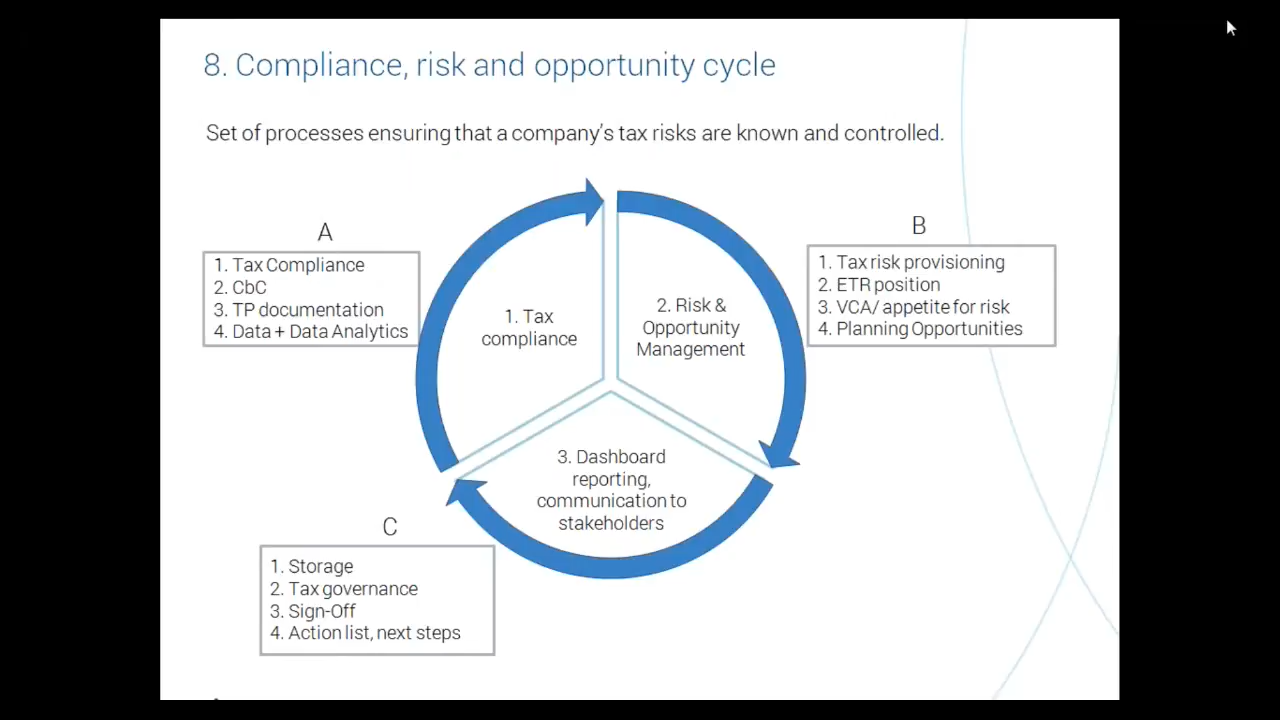 8. Compliance, risk and opportunity cycle
Set of processes ensuring that a company's tax risks are known and controlled.
A
1. Tax Compliance
2. CbC
3. TP documentation
4. Data + Data Analytics
1. Tax
compliance
2. Risk &
Opportunity
Management
B
1. Tax risk provisioning
2. ETR position
3. VCA/ appetite for risk
4. Planning Opportunities
3. Dashboard
reporting,
communication to
stakeholders
C
1. Storage
2. Tax governance
3. Sign-Off
4. Action list, next steps